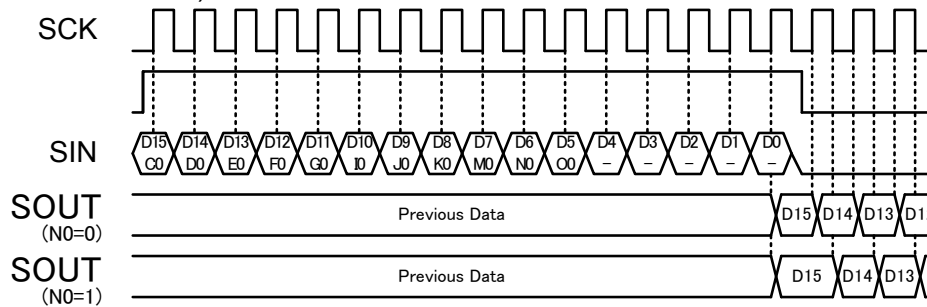 SCK
SIN
D15 D14 D13 D12 D11 D10 D9 D8 D7 D6 D5 D4 D3 D2 D1 D0
C0 D0 E0 F0 G0 I0 J0 K0 M0 N0 O0 - - - - -
SOUT
(N0=0)
Previous Data
D15 D14 D13
SOUT
(N0=1)
Previous Data
D15 D14 D13